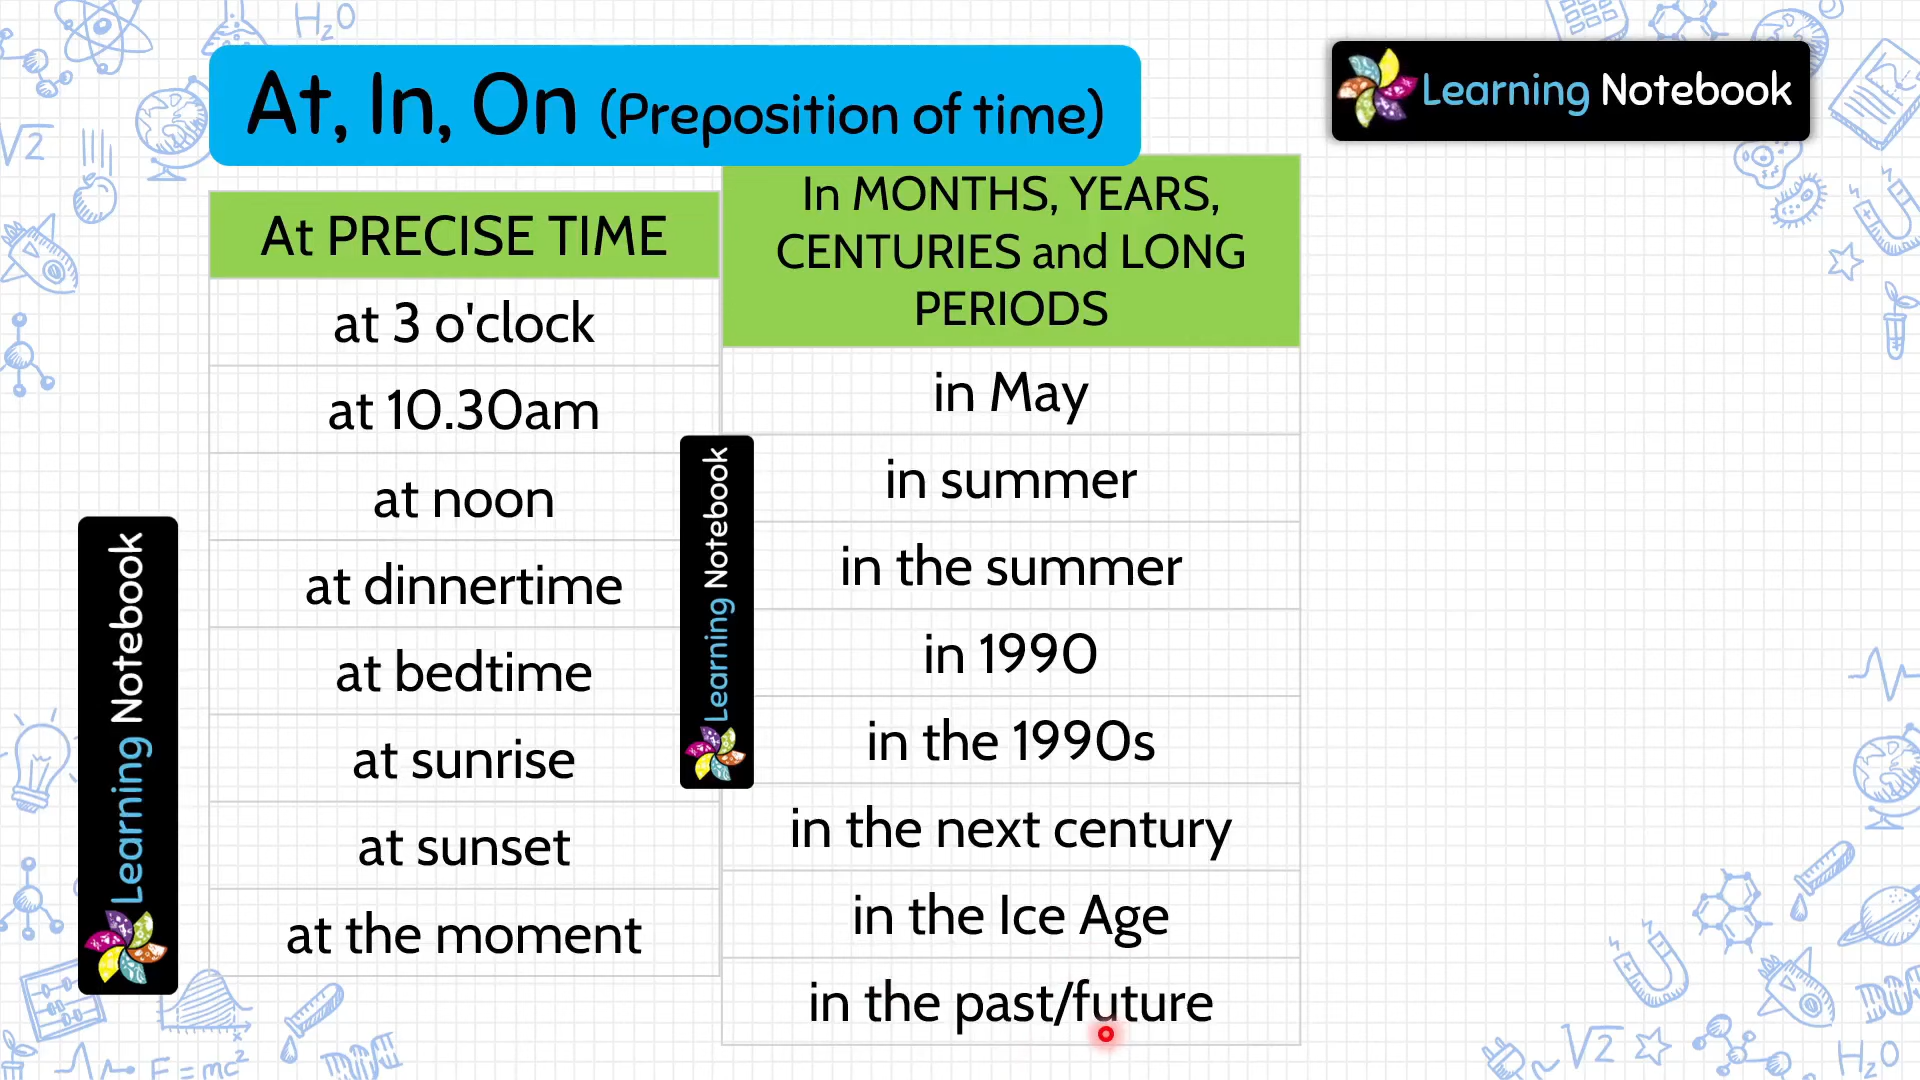 H₂O
At, In, On (Preposition of time)
Learning Notebook
At PRECISE TIME
at 3 o'clock
at 10.30am
at noon
at dinnertime
at bedtime
at sunrise
at sunset
at the moment
In MONTHS, YEARS,
CENTURIES and LONG
PERIODS
in May
in summer
in the summer
in 1990
in the 1990s
in the next century
in the Ice Age
in the past/future
Learning Notebook
Learning Notebook
√2
E=mc²
√2
H₂O